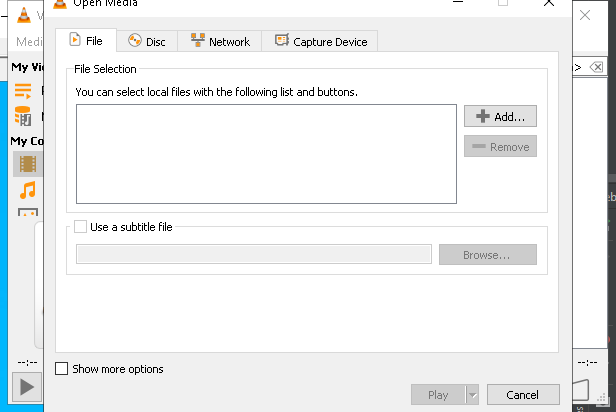 Open Media
Medi
File
Disc
Network
Capture Device
My Vi
File Selection
You can select local files with the following list and buttons.
Add...
Remove
My Co
Use a subtitle file
Browse...
--:--
--:--
Show more options
Play
Cancel